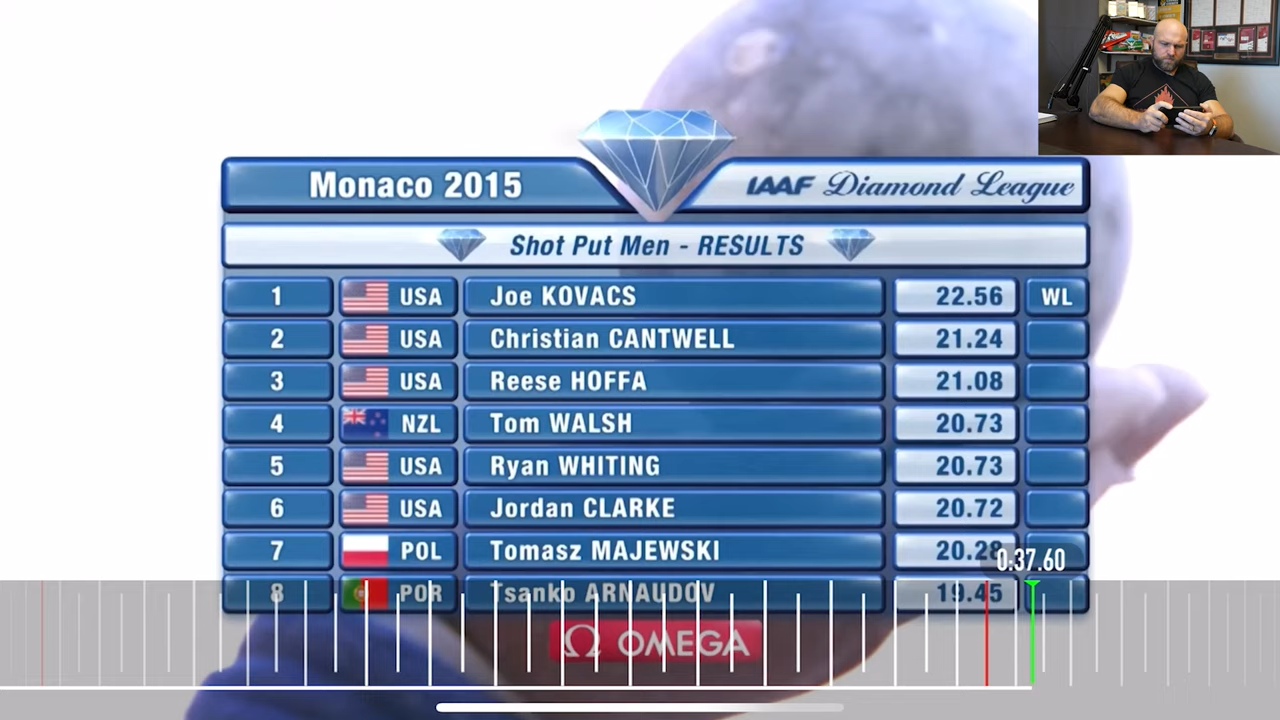 Monaco 2015 IAAF Diamond League
Shot Put Men - RESULTS
1 USA Joe KOVACS 22.56 WL
2 USA Christian CANTWELL 21.24
3 USA Reese HOFFA 21.08
4 NZL Tom WALSH 20.73
5 USA Ryan WHITING 20.73
6 USA Jordan CLARKE 20.72
7 POL Tomasz MAJEWSKI 20.28
0:37.60
8 POR Tsanko ARNAUDOV 19.45
Ω OMEGA